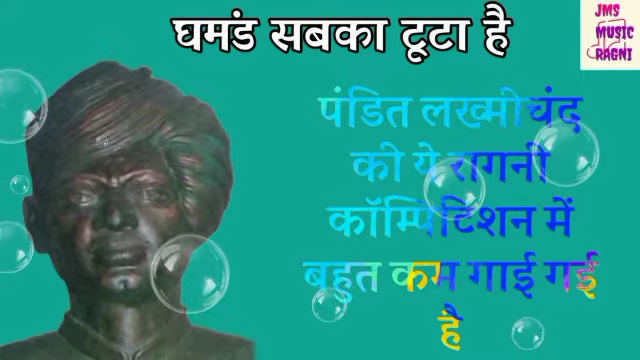 घमंड सबका टूटा है
JMS
MUSIC
RAGNI
पंडित लख्मीचंद
को ये रागनी
कॉम्पिटिशन में
बहुत कम गाई गई
है